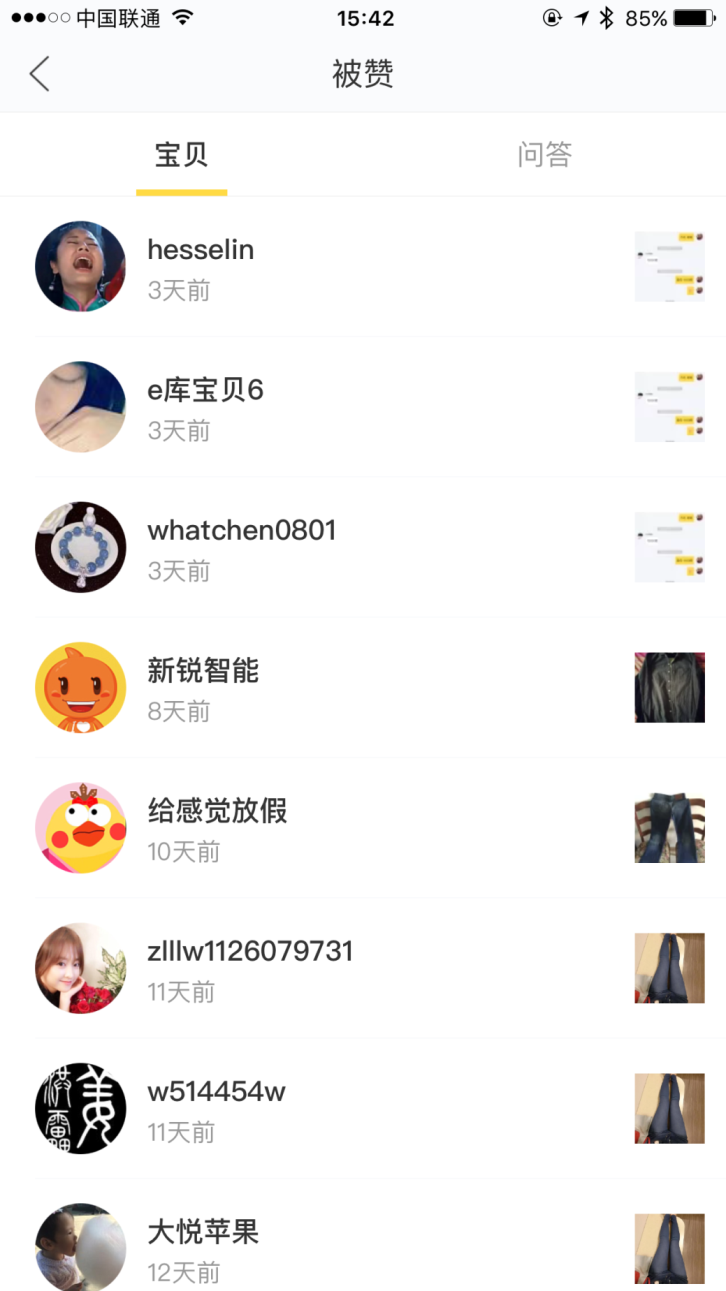 中国联通
15:42
85%
被赞
宝贝
问答
hesselin
3天前
e库宝贝6
3天前
whatchen0801
3天前
新锐智能
8天前
给感觉放假
10天前
zlllw1126079731
11天前
w514454w
11天前
大悦苹果
12天前